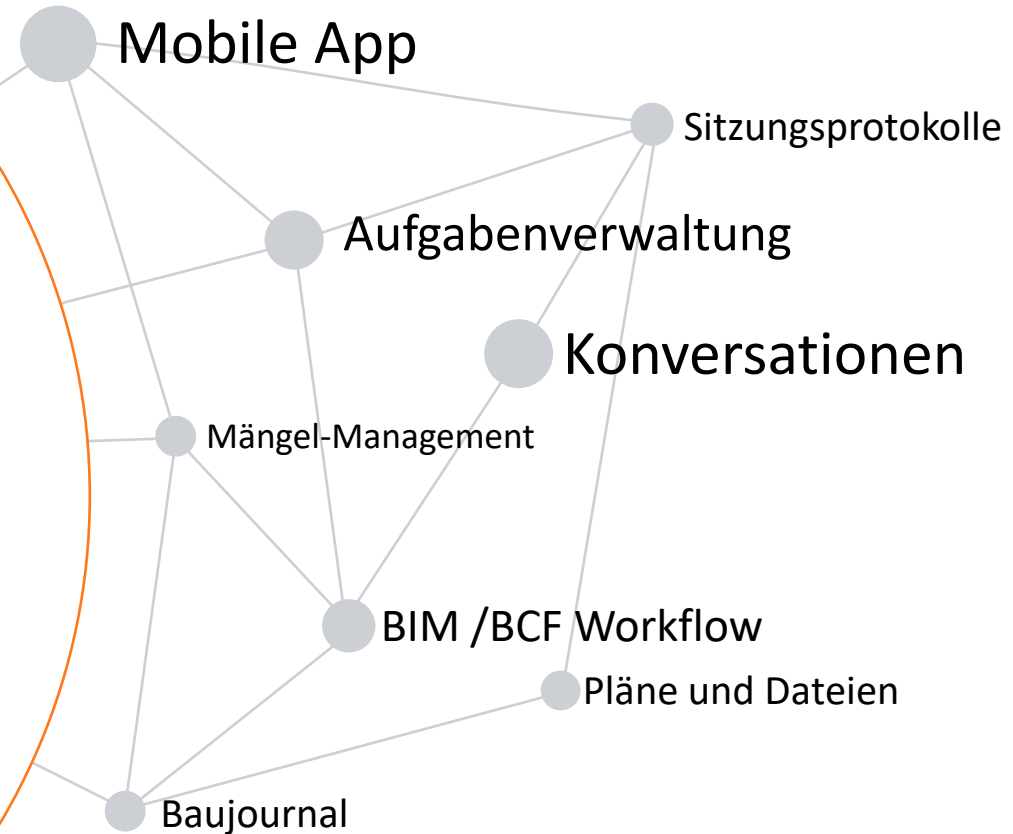 Mobile App
Sitzungsprotokolle
Aufgabenverwaltung
Konversationen
Mängel-Management
BIM /BCF Workflow
Pläne und Dateien
Baujournal